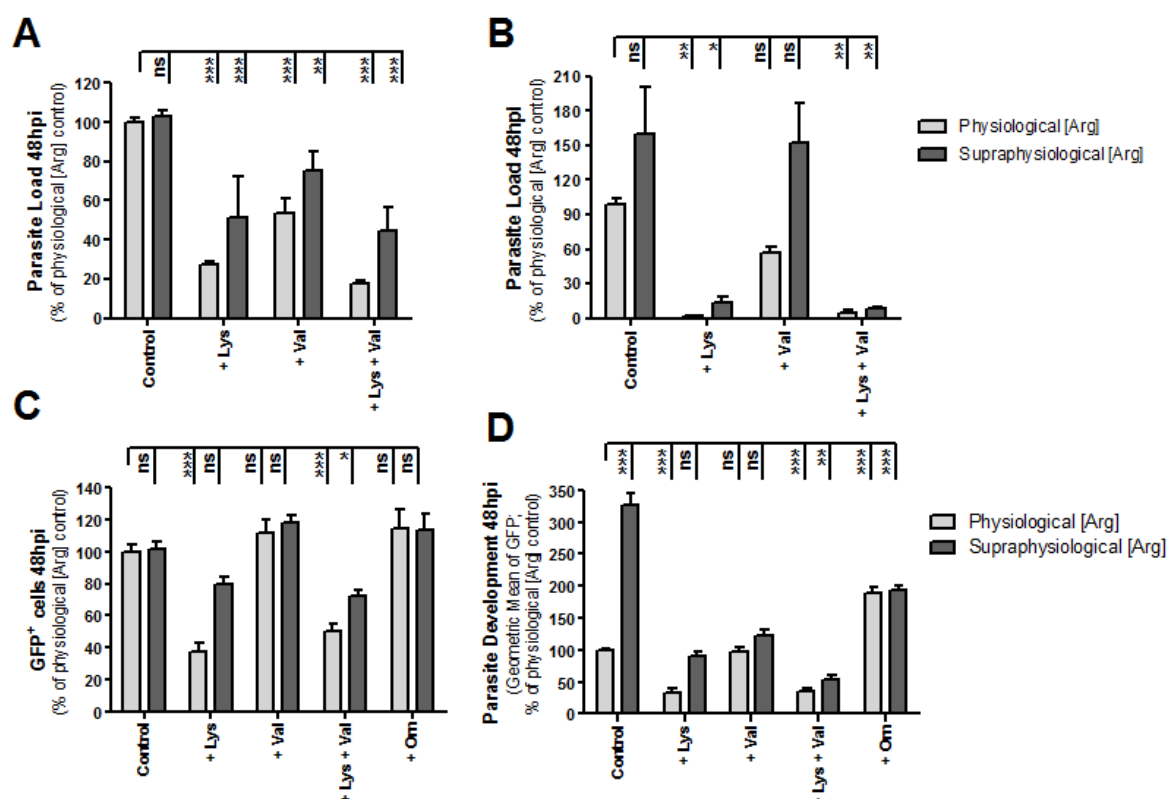 A
ns
***
***
***
**
***
***
Parasite Load 48hpi
(% of physiological [Arg] control)
120
100
80
60
40
20
0
Control
+ Lys
+ Val
+ Lys + Val
B
ns
**
*
ns
ns
**
**
Parasite Load 48hpi
(% of physiological [Arg] control)
210
180
150
120
90
60
30
0
Control
+ Lys
+ Val
+ Lys + Val
Physiological [Arg]
Supraphysiological [Arg]
C
ns
***
ns
ns
ns
***
*
ns
ns
GFP+ cells 48hpi
(% of physiological [Arg] control)
140
120
100
80
60
40
20
0
Control
+ Lys
+ Val
+ Lys + Val
+ Orn
D
***
***
ns
ns
ns
***
**
***
***
Parasite Development 48hpi
(Geometric Mean of GFP;
% of physiological [Arg] control)
350
300
250
200
150
100
50
0
Control
+ Lys
+ Val
+ Lys + Val
+ Orn
Physiological [Arg]
Supraphysiological [Arg]